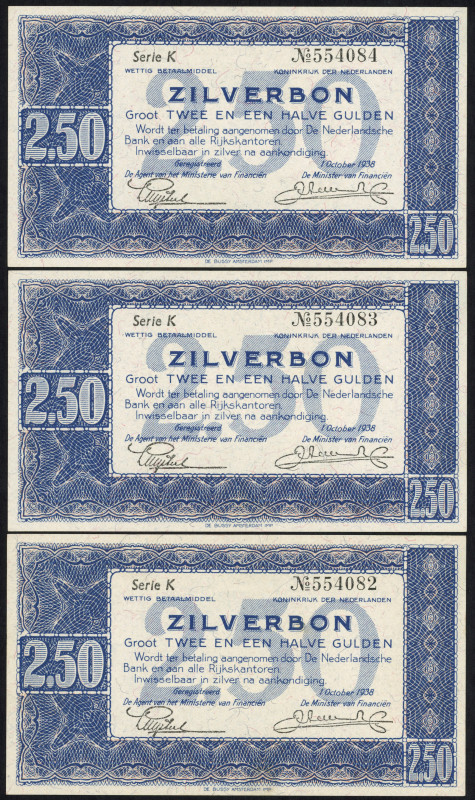 Serie K №554084
WETTIG BETAALMIDDEL KONINKRIJK DER NEDERLANDEN
ZILVERBON
Groot TWEE EN EEN HALVE GULDEN
Wordt ter betaling aangenomen door De Nederlandsche
Bank en aan alle Rijkskantoren.
Inwisselbaar in zilver na aankondiging.
Geregistreerd 1 October 1938
De Agent van het Ministerie van Financiën De Minister van Financiën
2.50
250
2.50
DE BUSSY AMSTERDAM IMP.
Serie K №554083
WETTIG BETAALMIDDEL KONINKRIJK DER NEDERLANDEN
ZILVERBON
Groot TWEE EN EEN HALVE GULDEN
Wordt ter betaling aangenomen door De Nederlandsche
Bank en aan alle Rijkskantoren.
Inwisselbaar in zilver na aankondiging.
Geregistreerd 1 October 1938
De Agent van het Ministerie van Financiën De Minister van Financiën
2.50
250
2.50
DE BUSSY AMSTERDAM IMP.
Serie K №554082
WETTIG BETAALMIDDEL KONINKRIJK DER NEDERLANDEN
ZILVERBON
Groot TWEE EN EEN HALVE GULDEN
Wordt ter betaling aangenomen door De Nederlandsche
Bank en aan alle Rijkskantoren.
Inwisselbaar in zilver na aankondiging.
Geregistreerd 1 October 1938
De Agent van het Ministerie van Financiën De Minister van Financiën
2.50
250
2.50
DE BUSSY AMSTERDAM IMP.